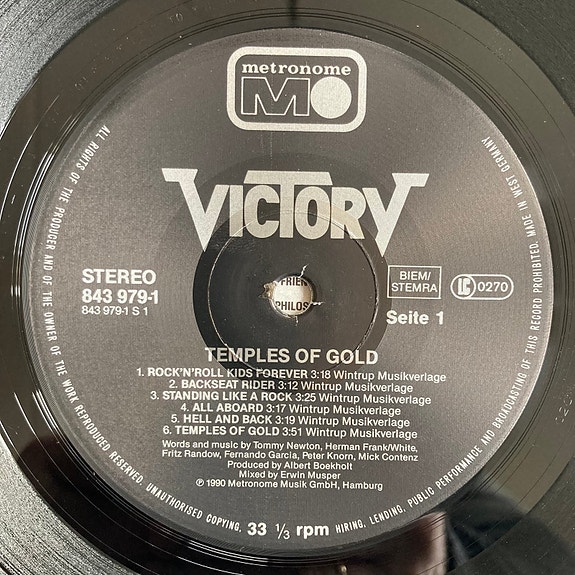 metronome
MO
VICTORY
STEREO
843 979-1
843 979-1 S 1
BIEM/
STEMRA
LC 0270
Seite 1
FRIEN
PHILOS
TEMPLES OF GOLD
1. ROCK'N'ROLL KIDS FOREVER 3:18 Wintrup Musikverlage
2. BACKSEAT RIDER 3:12 Wintrup Musikverlage
3. STANDING LIKE A ROCK 3:25 Wintrup Musikverlage
4. ALL ABOARD 3:17 Wintrup Musikverlage
5. HELL AND BACK 3:19 Wintrup Musikverlage
6. TEMPLES OF GOLD 3:51 Wintrup Musikverlage
Words and music by Tommy Newton, Herman Frank/White,
Fritz Randow, Fernando Garcia, Peter Knorn, Mick Contenz
Produced by Albert Boekholt
Mixed by Erwin Musper
℗ 1990 Metronome Musik GmbH, Hamburg
33 1/3 rpm
ALL RIGHTS OF THE PRODUCER AND OF THE OWNER OF THE WORK REPRODUCED RESERVED. UNAUTHORISED COPYING, HIRING, LENDING, PUBLIC PERFORMANCE AND BROADCASTING OF THIS RECORD PROHIBITED. MADE IN WEST GERMANY